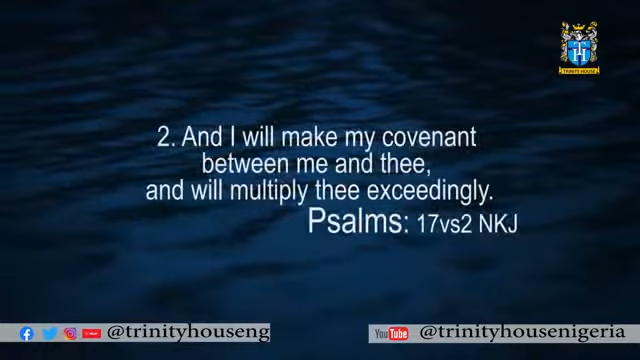 TRINITY HOUSE
2. And I will make my covenant
between me and thee,
and will multiply thee exceedingly.
Psalms: 17vs2 NKJ
@trinityhouseng
YouTube @trinityhousenigeria